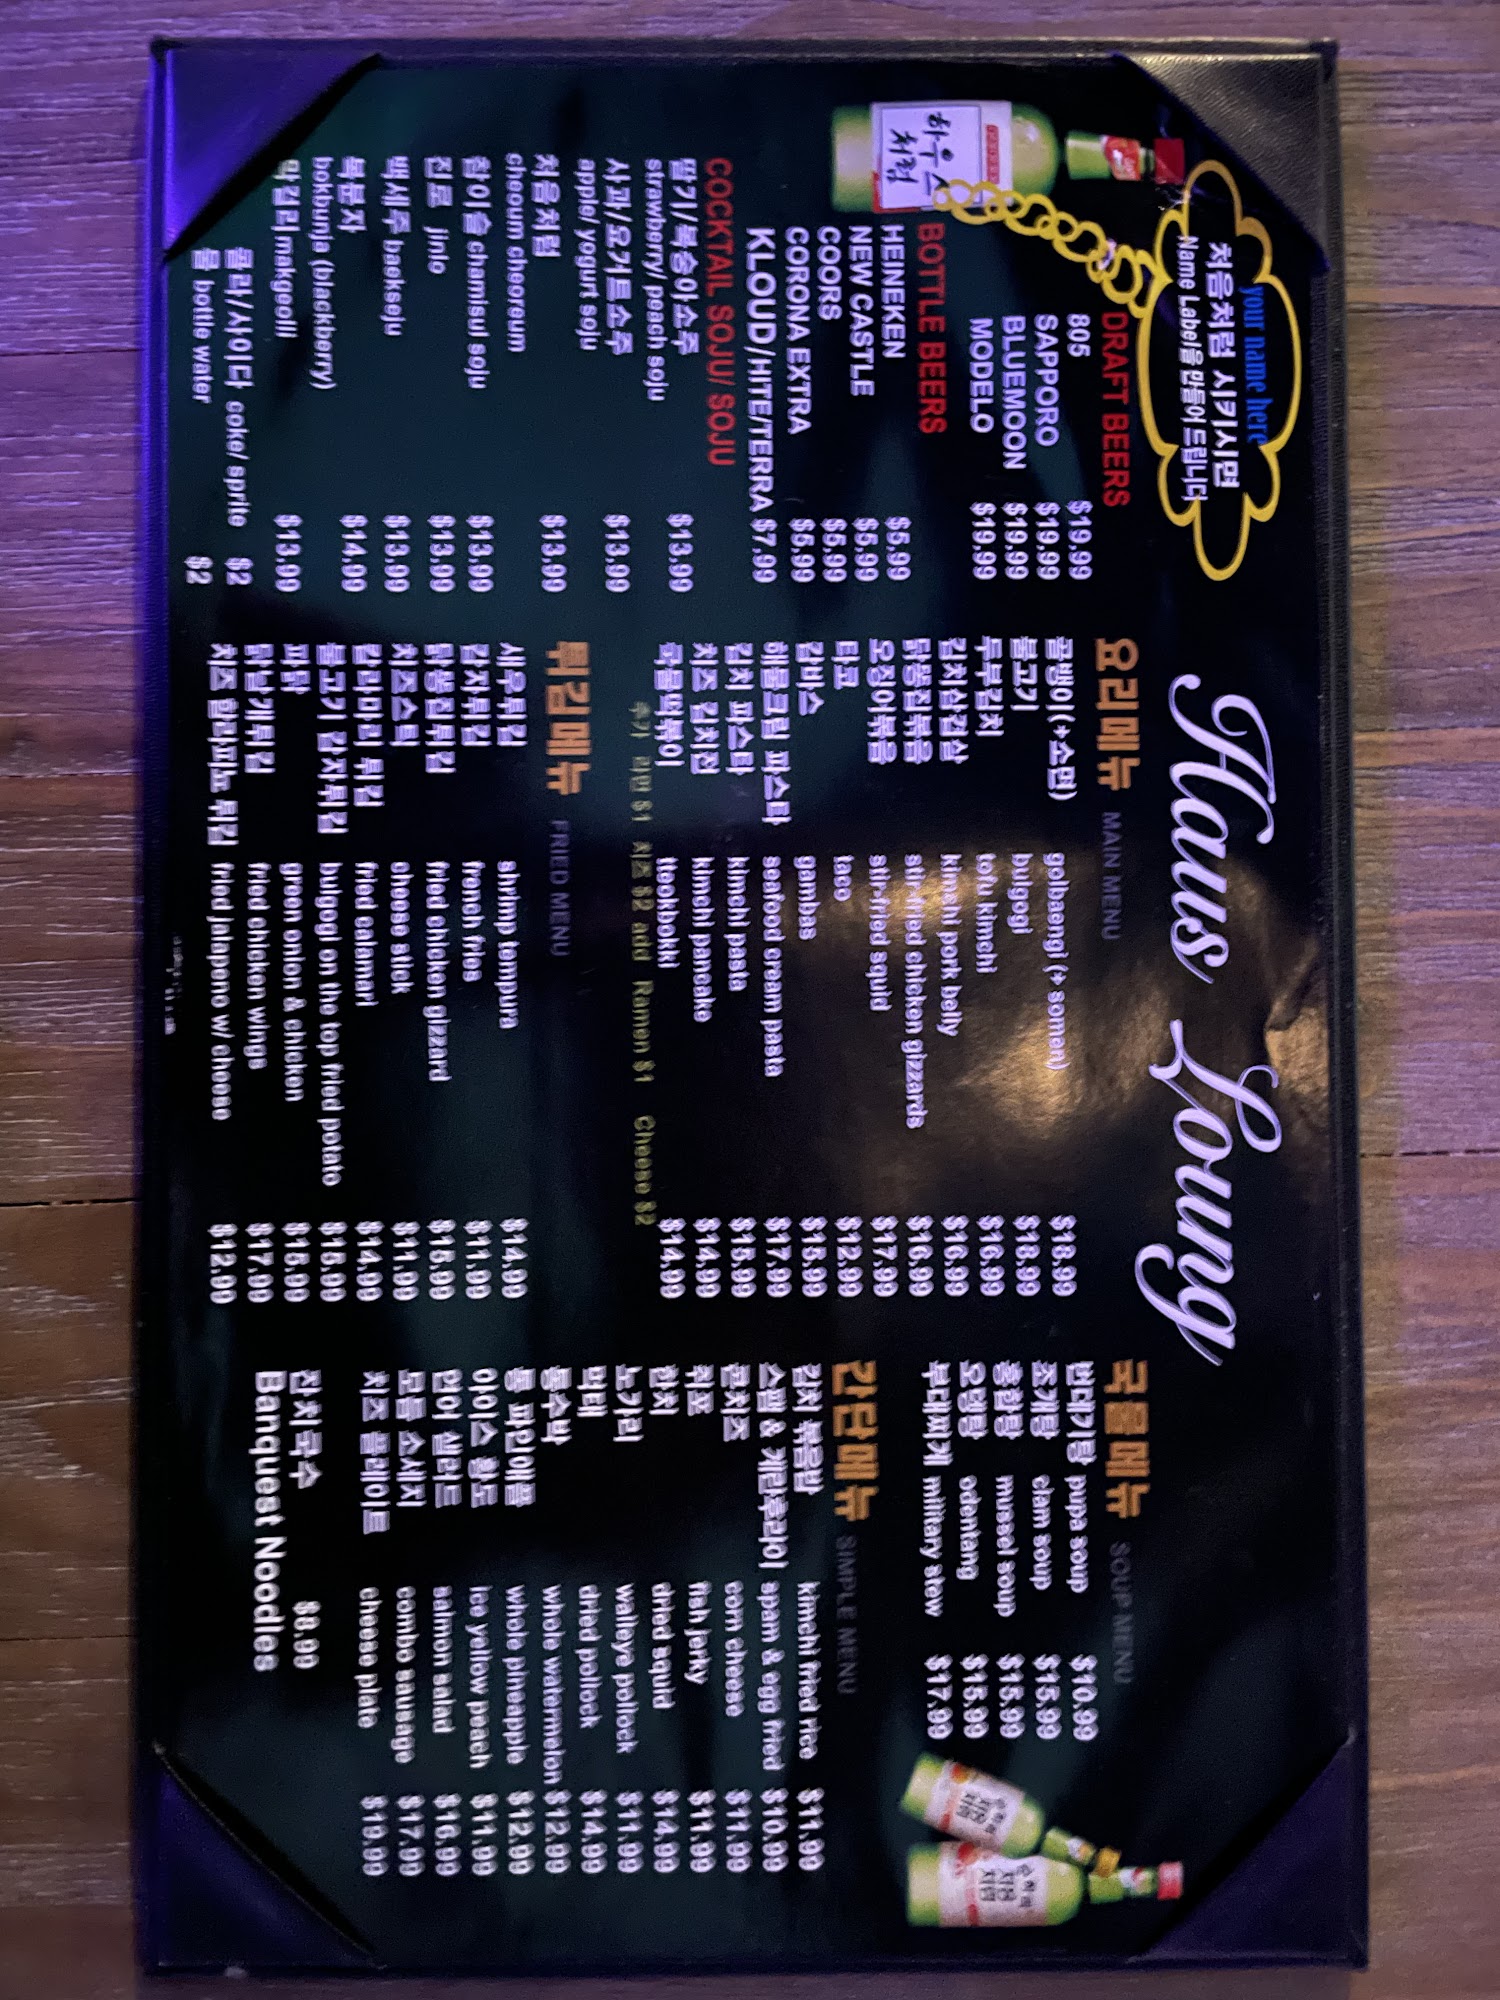 Haus Loung
하우스
처럼
your name here
처음처럼 시키시면
Name Label을 만들어 드립니다
DRAFT BEERS
805 $19.99
SAPPORO $19.99
BLUEMOON $19.99
MODELO $19.99
BOTTLE BEERS
HEINEKEN $5.99
NEW CASTLE $5.99
COORS $5.99
CORONA EXTRA $5.99
KLOUD/HITE/TERRA $7.99
COCKTAIL SOJU/ SOJU
딸기/복숭아소주 $13.99
strawberry/ peach soju
사과/요거트소주 $13.99
apple/ yogurt soju
처음처럼 $13.99
cheoum cheoreum
참이슬 chamisul soju $13.99
진로 jinlo $13.99
백세주 baekseju $13.99
복분자 $14.99
bokbunja (blackberry)
막걸리 makgeolli $13.99
콜라/사이다 coke/ sprite $2
물 bottle water $2
요리메뉴 MAN MENU
골뱅이(+소면) golbaengi (+ somen) $18.99
불고기 bulgogi $18.99
두부김치 tofu kimchi $16.99
김치삼겹살 kimchi pork belly $16.99
닭똥집볶음 stir-fried chicken gizzards $16.99
오징어볶음 stir-fried squid $17.99
타코 taco $12.99
감바스 gambas $15.99
해물크림 파스타 seafood cream pasta $17.99
김치 파스타 kimchi pasta $15.99
치즈 김치전 kimchi pancake $14.99
국물떡볶이 tteokboki $14.99
추가 라면 $1 치즈 $2 add Ramen $1 Cheese $2
튀김메뉴 FRIED MENU
새우튀김 shrimp tempura $14.99
감자튀김 french fries $11.99
닭똥집튀김 fried chicken gizzard $15.99
치즈스틱 cheese stick $11.99
칼라마리 튀김 fried calamari $14.99
불고기 감자튀김 bulgogi on the top fried potato $15.99
파닭 gren onion & chicken $15.99
닭날개튀김 fried chicken wings $17.99
치즈 할라피뇨 튀김 fried jalapeno w/ cheese $12.99
국물메뉴 SOUP MENU
번데기탕 pupa soup $10.99
조개탕 clam soup $15.99
홍합탕 mussel soup $15.99
오뎅탕 odentang $15.99
부대찌개 military stew $17.99
간단메뉴 SIMPLE MENU
김치 볶음밥 kimchi fried rice $11.99
스팸 & 계란후라이 spam & egg fried $10.99
콘치즈 corn cheese $11.99
쥐포 fish jerky $11.99
한치 dried squid $14.99
노가리 walleye pollock $11.99
먹태 dried pollock $14.99
통수박 whole watermelon $12.99
통 파인애플 whole pineapple $12.99
아이스 황도 Ice yellow peach $11.99
연어 샐러드 salmon salad $16.99
모듬 소세지 combo sausage $17.99
치즈 플레이트 cheese plate $19.99
잔치국수 $8.99
Banquest Noodles